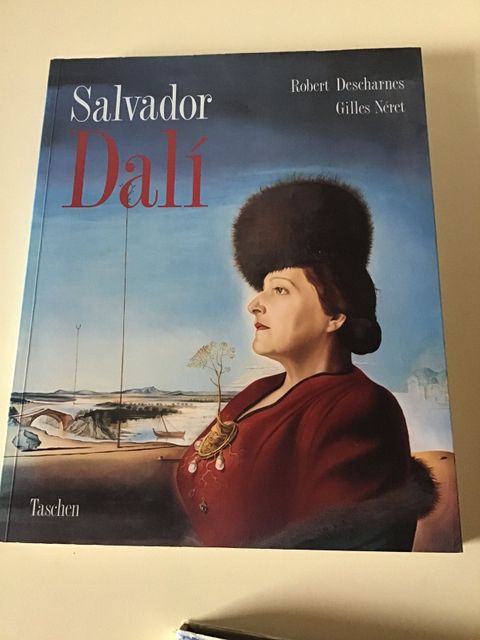 Salvador
Dalí
Robert Descharnes
Gilles Néret
Taschen